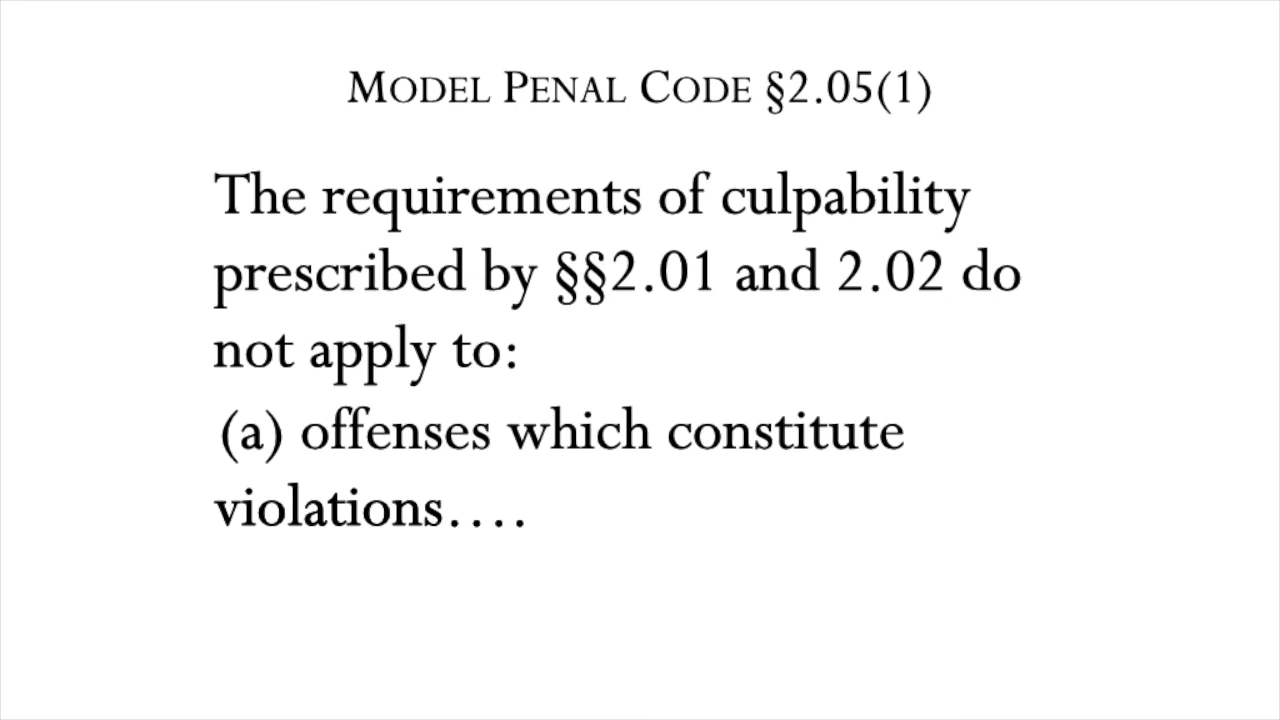 MODEL PENAL CODE §2.05(1)
The requirements of culpability
prescribed by §§2.01 and 2.02 do
not apply to:
(a) offenses which constitute
violations….